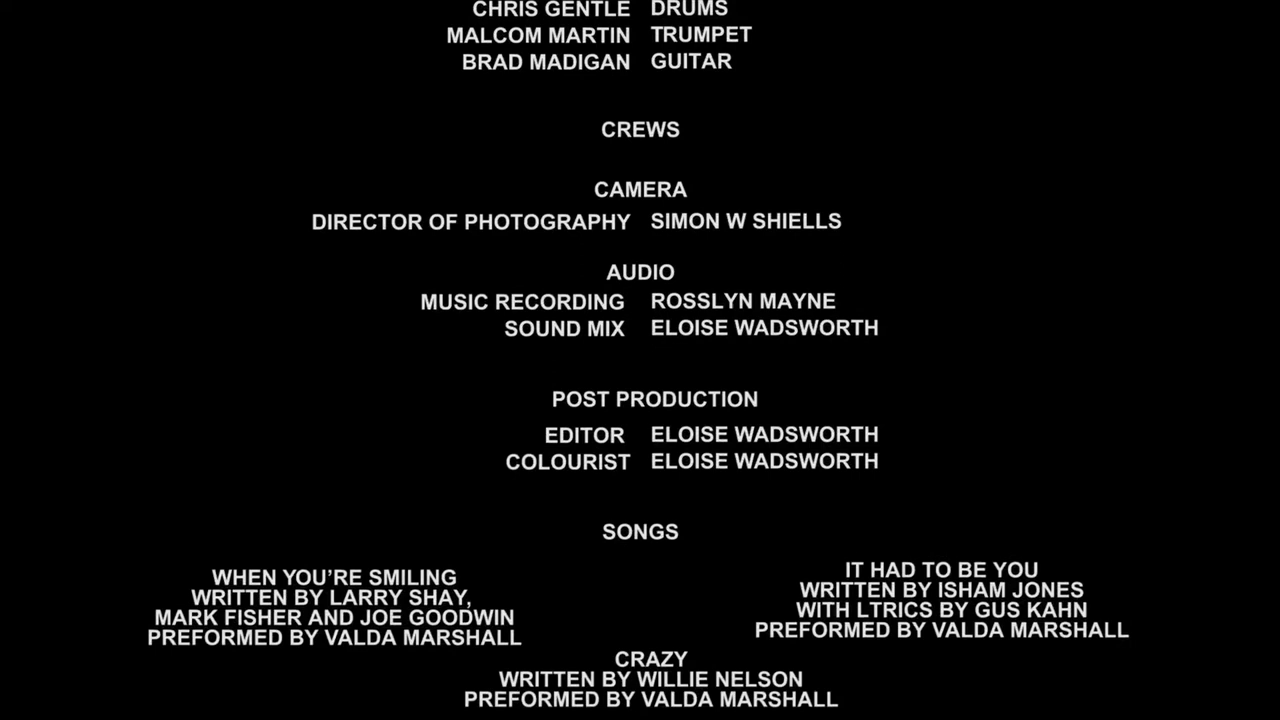 CHRIS GENTLE DRUMS
MALCOM MARTIN TRUMPET
BRAD MADIGAN GUITAR
CREWS
CAMERA
DIRECTOR OF PHOTOGRAPHY SIMON W SHIELLS
AUDIO
MUSIC RECORDING ROSSLYN MAYNE
SOUND MIX ELOISE WADSWORTH
POST PRODUCTION
EDITOR ELOISE WADSWORTH
COLOURIST ELOISE WADSWORTH
SONGS
WHEN YOU’RE SMILING
WRITTEN BY LARRY SHAY,
MARK FISHER AND JOE GOODWIN
PREFORMED BY VALDA MARSHALL
IT HAD TO BE YOU
WRITTEN BY ISHAM JONES
WITH LTRICS BY GUS KAHN
PREFORMED BY VALDA MARSHALL
CRAZY
WRITTEN BY WILLIE NELSON
PREFORMED BY VALDA MARSHALL